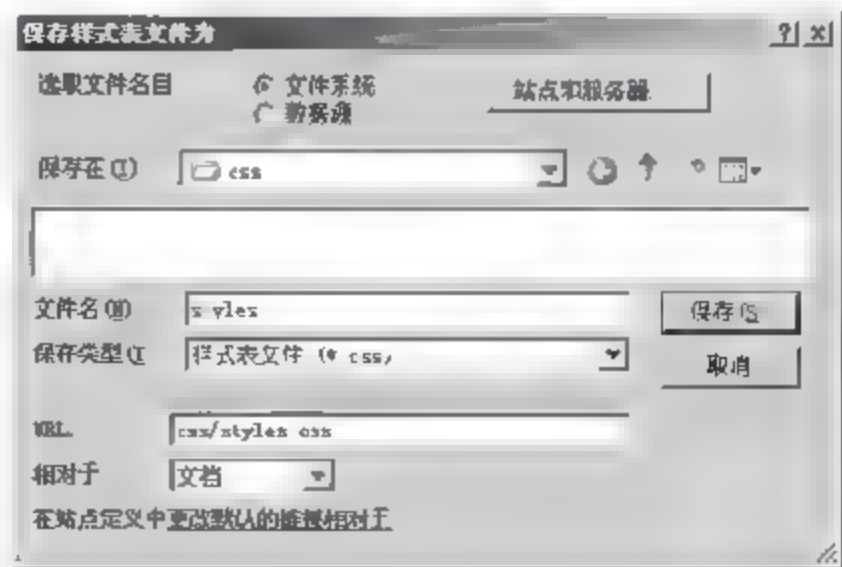 保存样式表文件为
选取文件名自 文件系统 站点和服务器
数据源
保存在(I) css
文件名(N) styles 保存(S)
保存类型(T 样式表文件 (*.css)
取消
URL: css/styles.css
相对于 文档
在站点定义中更改默认的链接相对于